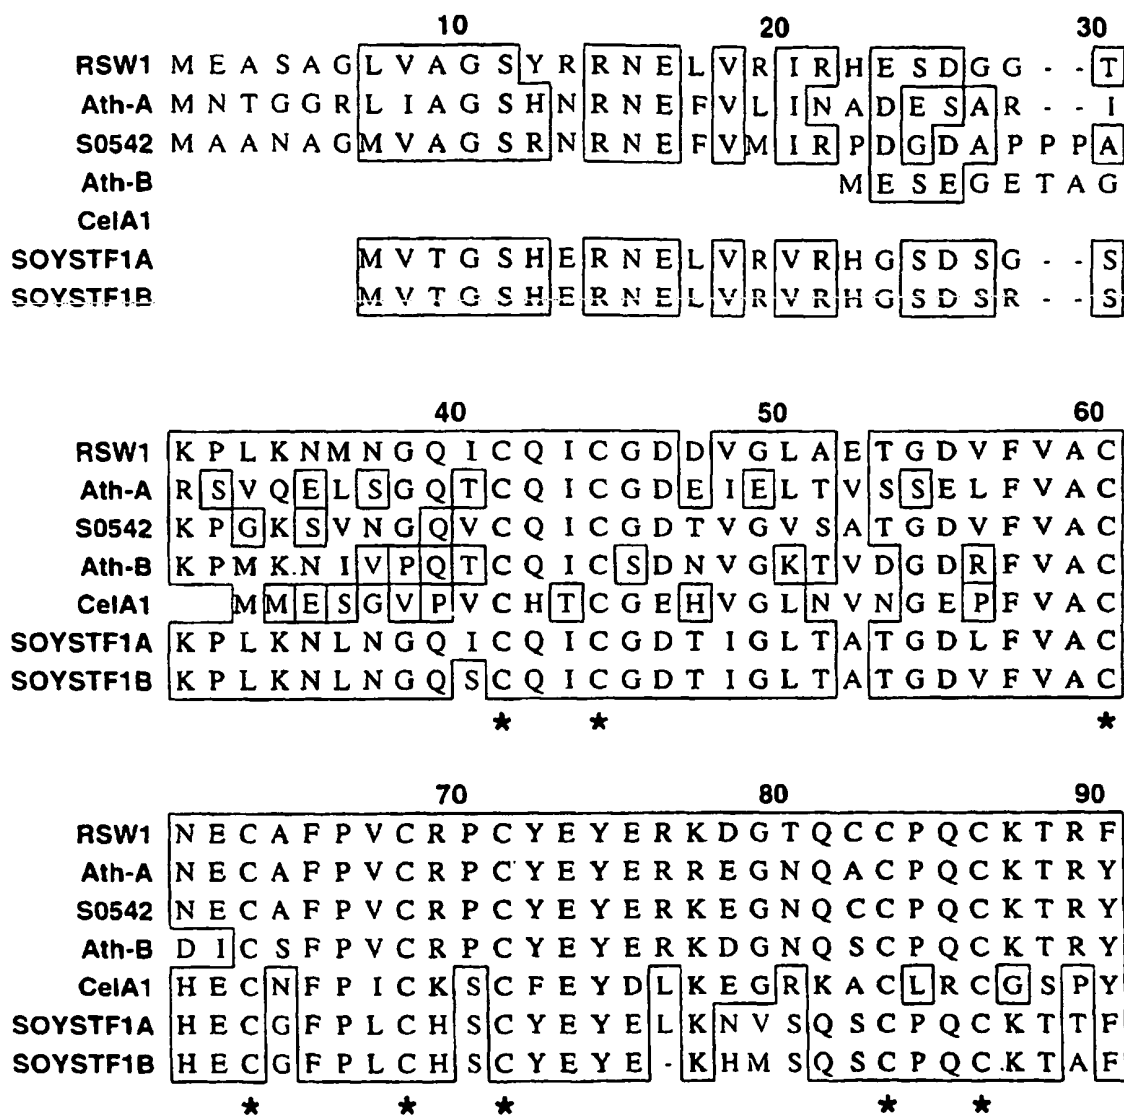 10 20 30
RSW1 M E A S A G L V A G S Y R R N E L V R I R H E S D G G - - T
Ath-A M N T G G R L I A G S H N R N E F V L I N A D E S A R - - I
S0542 M A A N A G M V A G S R N R N E F V M I R P D G D A P P P A
Ath-B M E S E G E T A G
CelA1
SOYSTF1A M V T G S H E R N E L V R V R H G S D S G - - S
SOYSTF1B M V T G S H E R N E L V R V R H G S D S R - - S
40 50 60
RSW1 K P L K N M N G Q I C Q I C G D D V G L A E T G D V F V A C
Ath-A R S V Q E L S G Q T C Q I C G D E I E L T V S S E L F V A C
S0542 K P G K S V N G Q V C Q I C G D T V G V S A T G D V F V A C
Ath-B K P M K . N I V P Q T C Q I C S D N V G K T V D G D R F V A C
CelA1 M M E S G V P V C H T C G E H V G L N V N G E P F V A C
SOYSTF1A K P L K N L N G Q I C Q I C G D T I G L T A T G D L F V A C
SOYSTF1B K P L K N L N G Q S C Q I C G D T I G L T A T G D V F V A C
* * *
70 80 90
RSW1 N E C A F P V C R P C Y E Y E R K D G T Q C C P Q C K T R F
Ath-A N E C A F P V C R P C Y E Y E R R E G N Q A C P Q C K T R Y
S0542 N E C A F P V C R P C Y E Y E R K E G N Q C C P Q C K T R Y
Ath-B D I C S F P V C R P C Y E Y E R K D G N Q S C P Q C K T R Y
CelA1 H E C N F P I C K S C F E Y D L K E G R K A C L R C G S P Y
SOYSTF1A H E C G F P L C H S C Y E Y E L K N V S Q S C P Q C K T T F
SOYSTF1B H E C G F P L C H S C Y E Y E - K H M S Q S C P Q C . K T A F
* * * * *